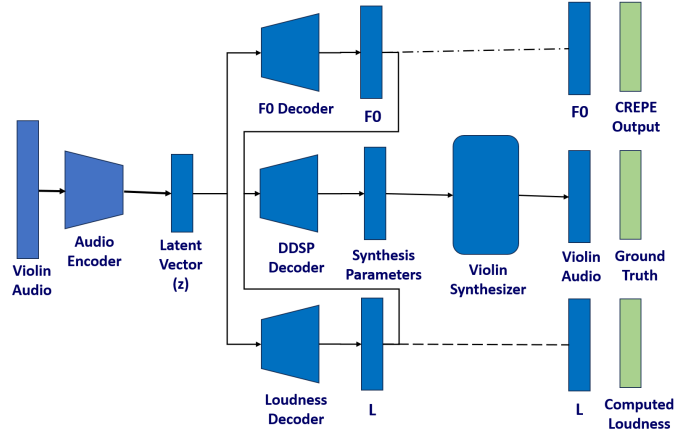 F0 Decoder
F0
F0
CREPE
Output
Violin
Audio
Audio
Encoder
Latent
Vector
(z)
DDSP
Decoder
Synthesis
Parameters
Violin
Synthesizer
Violin
Audio
Ground
Truth
Loudness
Decoder
L
L
Computed
Loudness